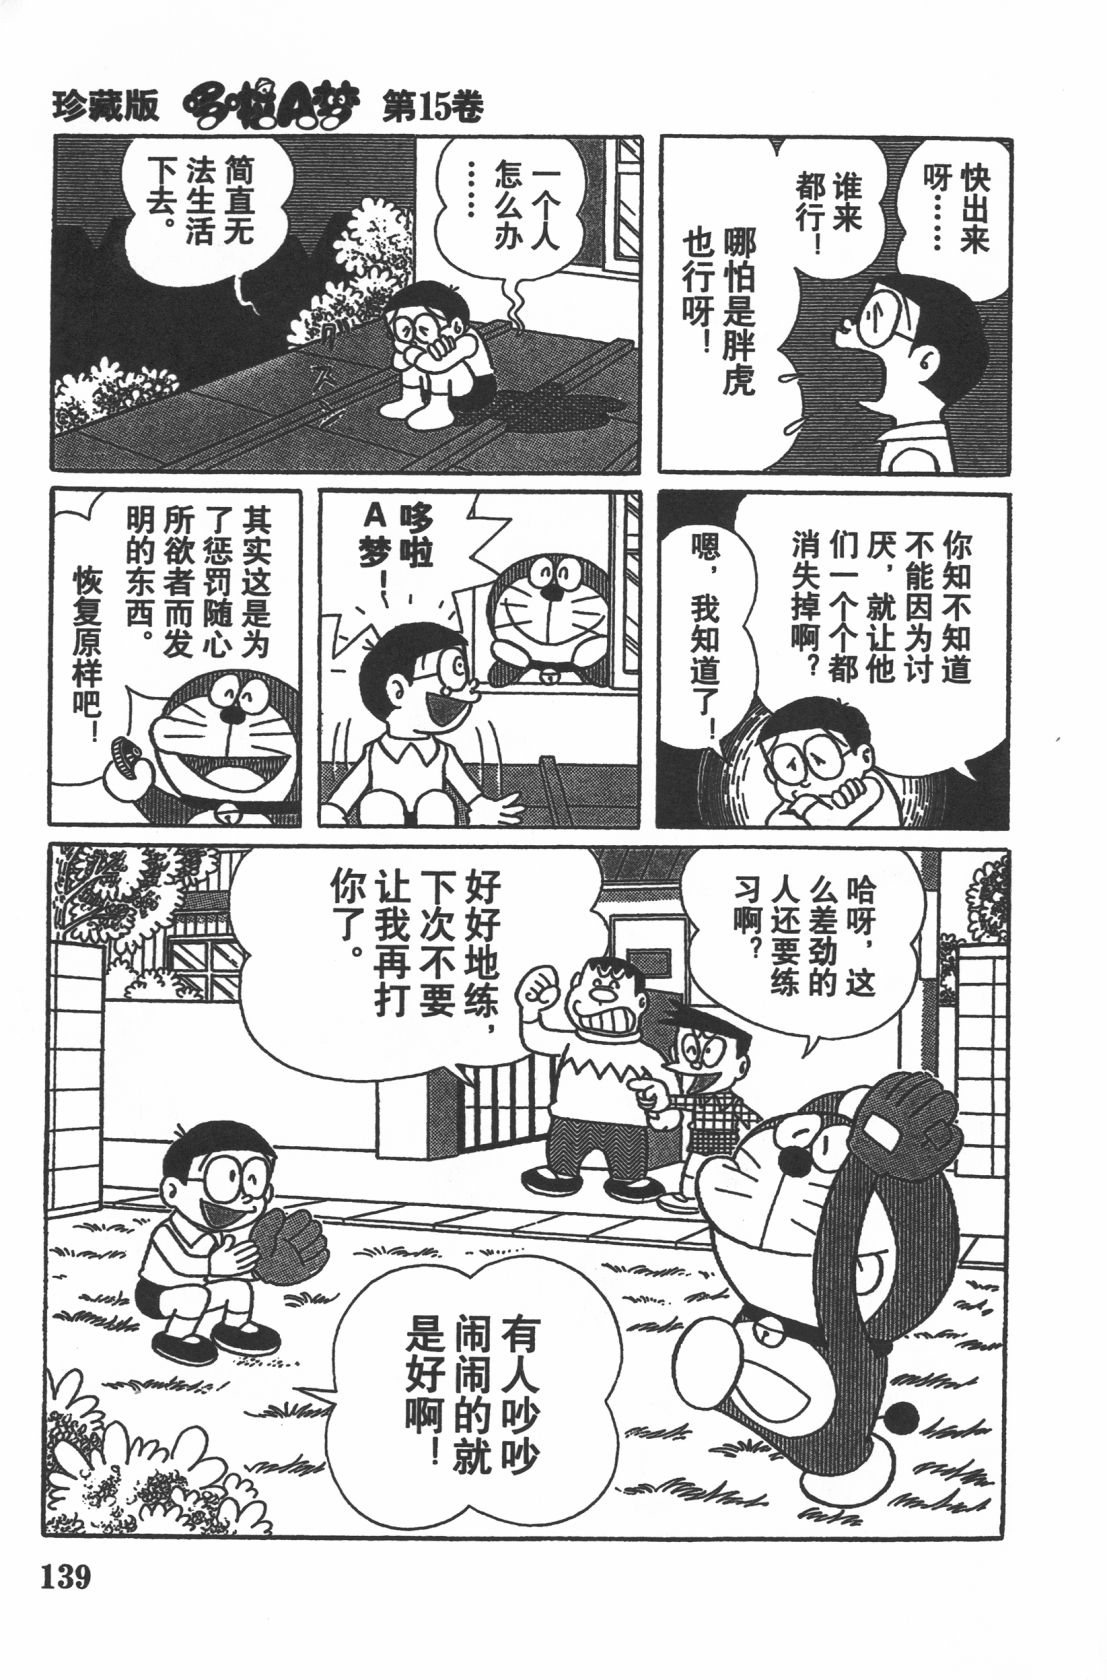 珍藏版 哆啦A梦 第15卷
快出来
呀……
谁来
都行！
哪怕是胖虎
也行呀！
一个人
怎么办
……
简直无
法生活
下去。
クス
你知不知道
不能因为讨
厌，就让他
们一个个都
消失掉啊？
嗯，我知道了！
哆啦
A梦！
其实这是为
了惩罚随心
所欲者而发
明的东西。
恢复原样吧！
哈呀，这
么差劲的
人还要练
习啊？
好好地练，
下次不要
让我再打
你了。
有人吵吵
闹闹的就
是好啊！
139